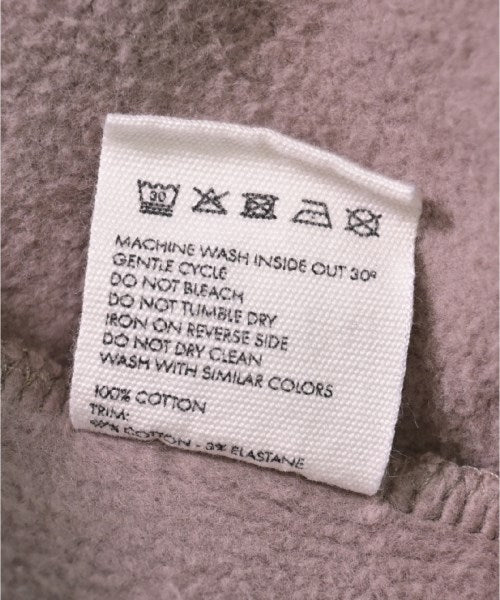 30
MACHINE WASH INSIDE OUT 30º
GENTLE CYCLE
DO NOT BLEACH
DO NOT TUMBLE DRY
IRON ON REVERSE SIDE
DO NOT DRY CLEAN
WASH WITH SIMILAR COLORS
100% COTTON
TRIM:
COTTON - 3% ELASTANE